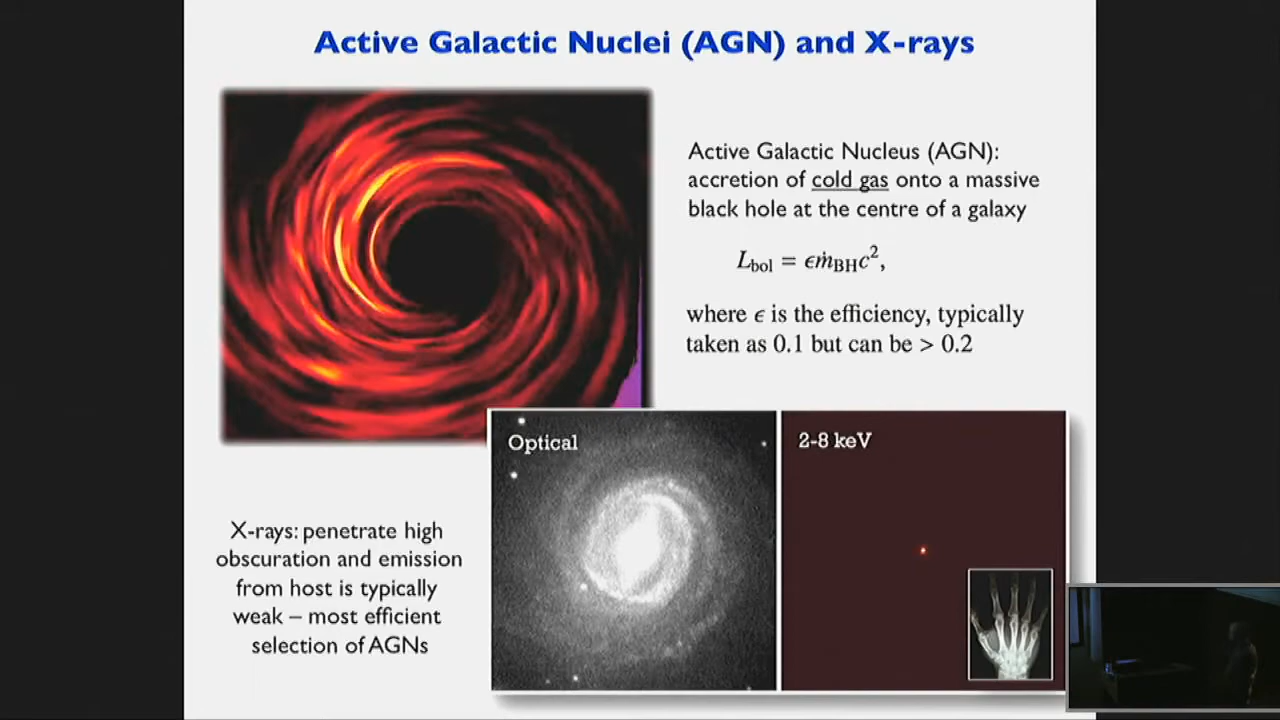 Active Galactic Nuclei (AGN) and X-rays
Active Galactic Nucleus (AGN):
accretion of cold gas onto a massive
black hole at the centre of a galaxy
L_bol = ϵṁ_BHc²,
where ϵ is the efficiency, typically
taken as 0.1 but can be > 0.2
Optical
2-8 keV
X-rays: penetrate high
obscuration and emission
from host is typically
weak – most efficient
selection of AGNs